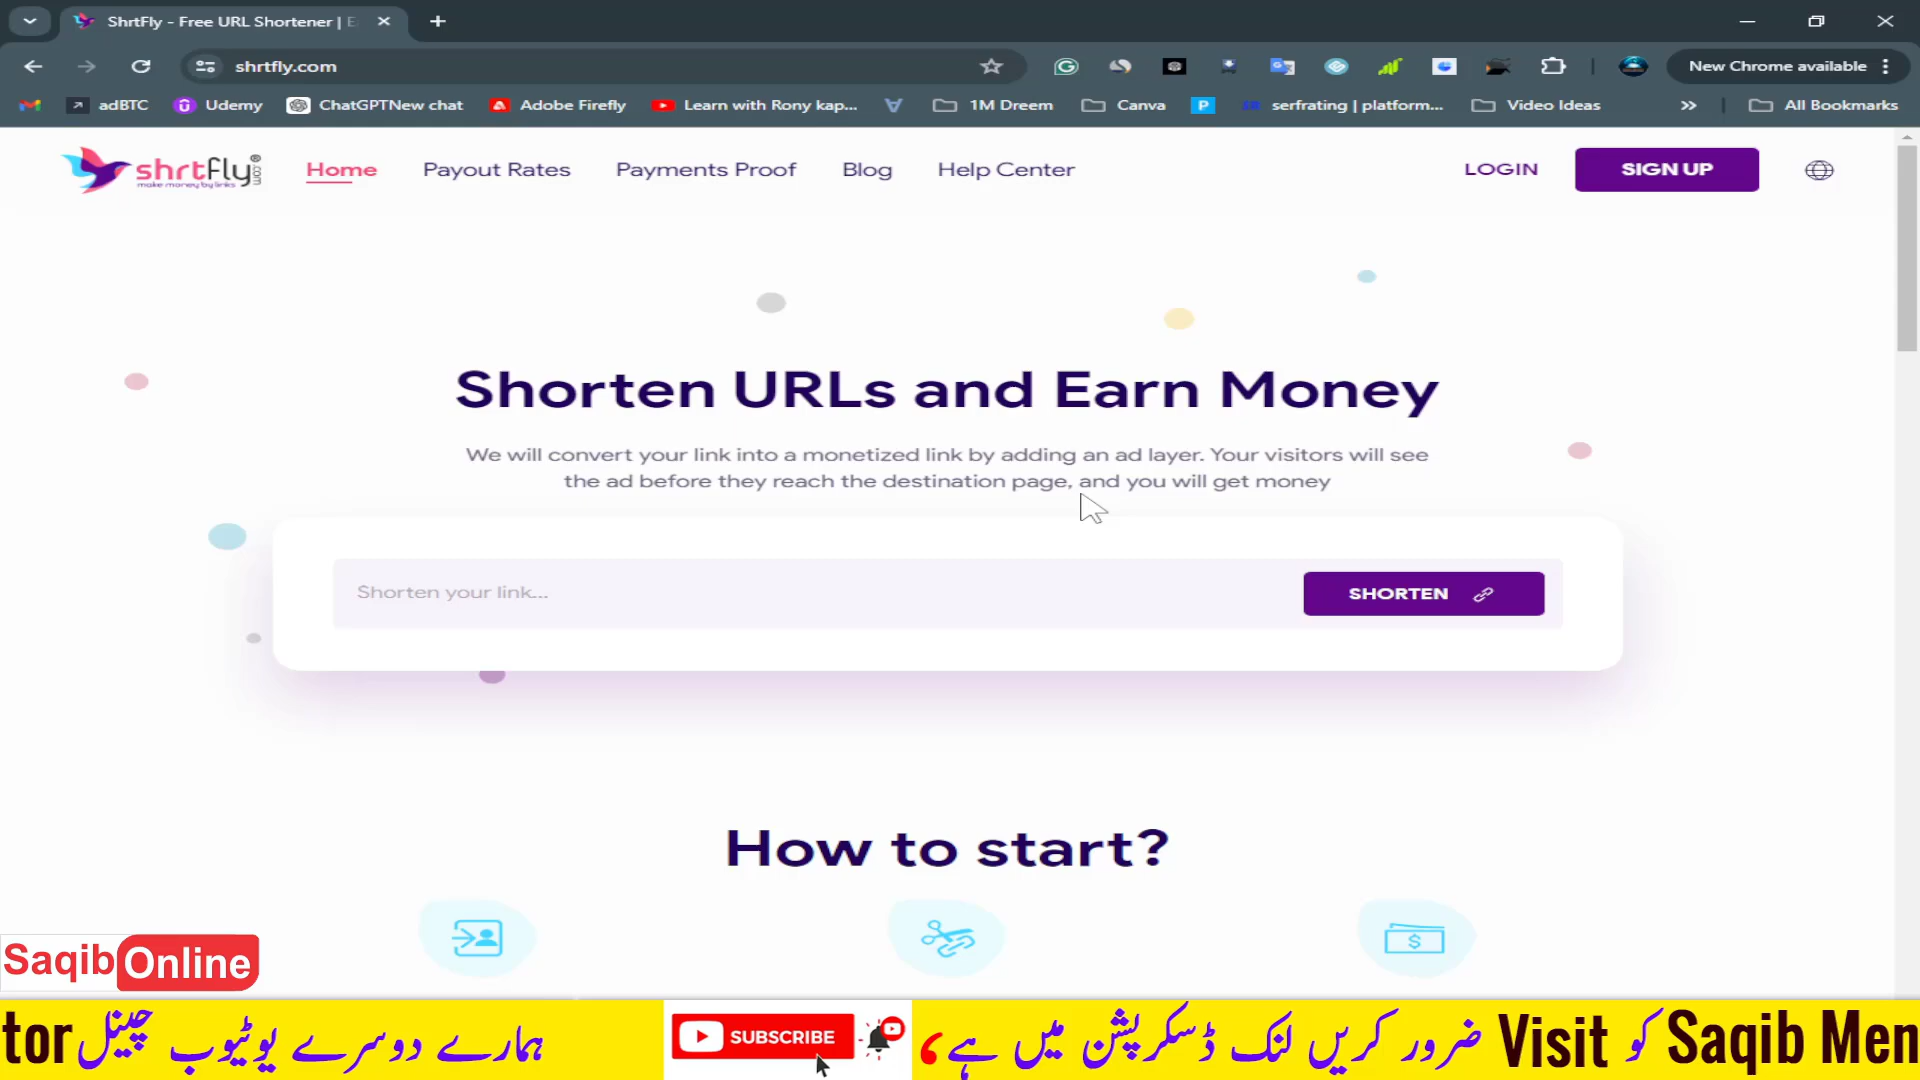 ShrtFly - Free URL Shortener | E
shrtfly.com
New Chrome available
adBTC
Udemy
ChatGPTNew chat
Adobe Firefly
Learn with Rony kap...
1M Dreem
Canva
serfrating | platform...
Video Ideas
All Bookmarks
shrtfly.com®
make money by links
Home
Payout Rates
Payments Proof
Blog
Help Center
LOGIN
SIGN UP
Shorten URLs and Earn Money
We will convert your link into a monetized link by adding an ad layer. Your visitors will see
the ad before they reach the destination page, and you will get money
Shorten your link...
SHORTEN
How to start?
Saqib Online
ہمارے دوسرے یوٹیوب چینل tor
SUBSCRIBE
Saqib Men کو Visit ضرور کریں لنک ڈسکرپشن میں ہے،